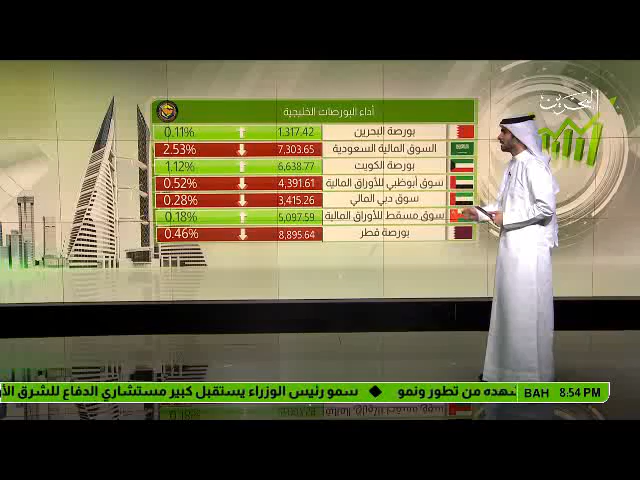 البحرين
أداء البورصات الخليجية
بورصة البحرين 1,317.42 0.11%
السوق المالية السعودية 7,303.65 2.53%
بورصة الكويت 6,638.77 1.12%
سوق أبوظبي للأوراق المالية 4,391.61 0.52%
سوق دبي المالي 3,415.26 0.28%
سوق مسقط للأوراق المالية 5,097.59 0.18%
بورصة قطر 8,895.64 0.46%
BAH 8:54 PM
من تطور ونمو ◆ سمو رئيس الوزراء يستقبل كبير مستشاري الدفاع للشرق